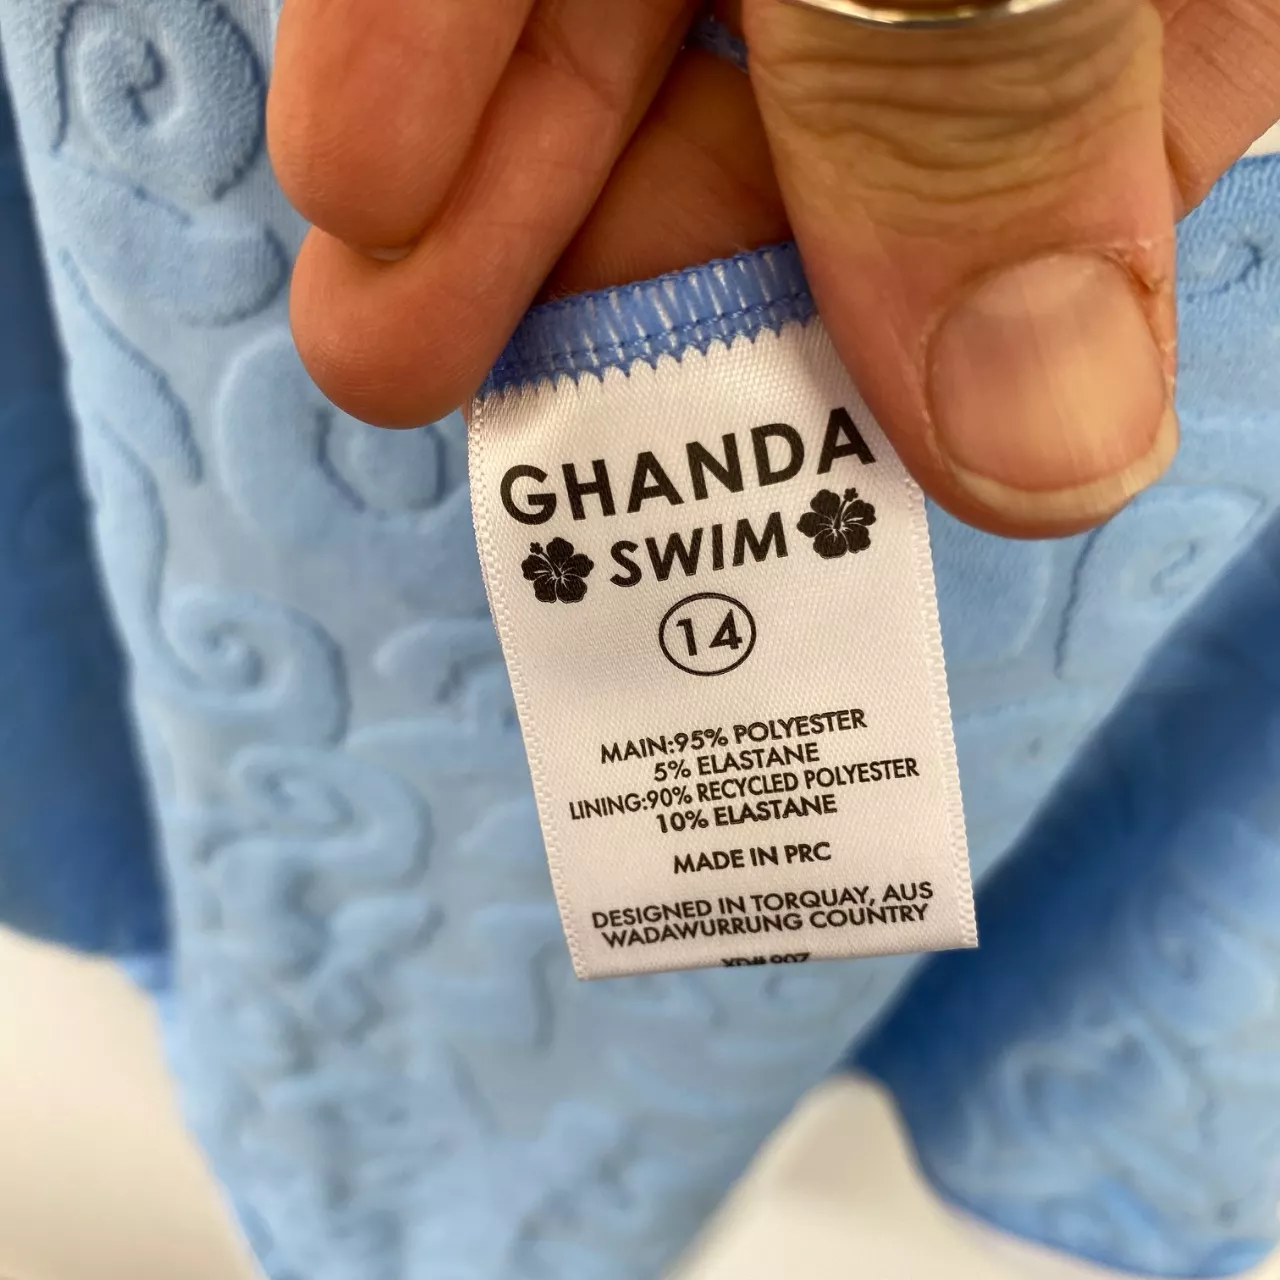 GHANDA
SWIM
14
MAIN:95% POLYESTER
5% ELASTANE
LINING:90% RECYCLED POLYESTER
10% ELASTANE
MADE IN PRC
DESIGNED IN TORQUAY, AUS
WADAWURRUNG COUNTRY